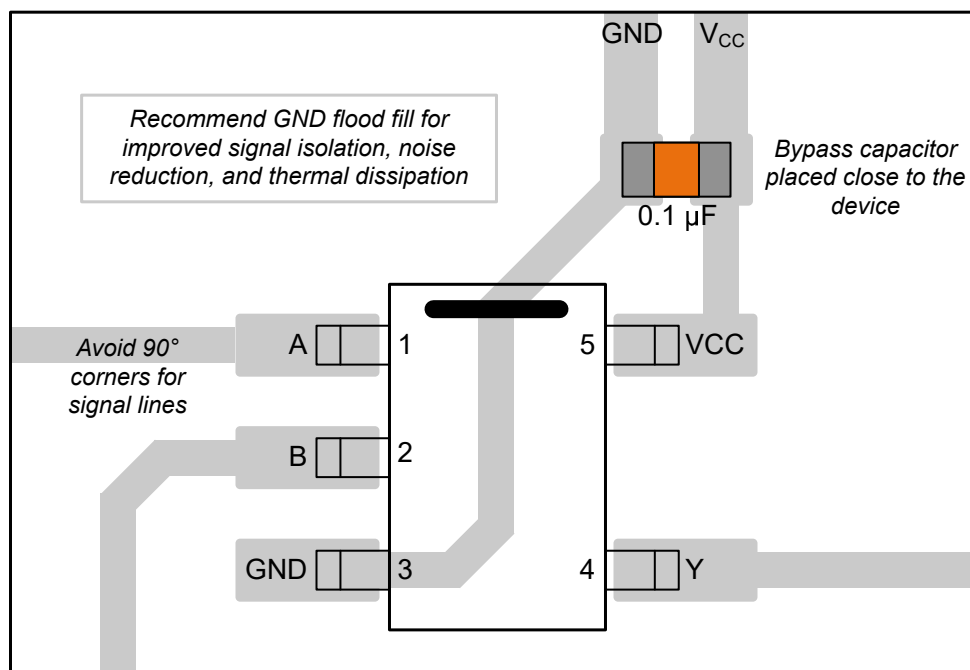 GND
V_CC
Recommend GND flood fill for
improved signal isolation, noise
reduction, and thermal dissipation
Bypass capacitor
placed close to the
device
0.1 µF
A
1
5
VCC
Avoid 90°
corners for
signal lines
B
2
GND
3
4
Y